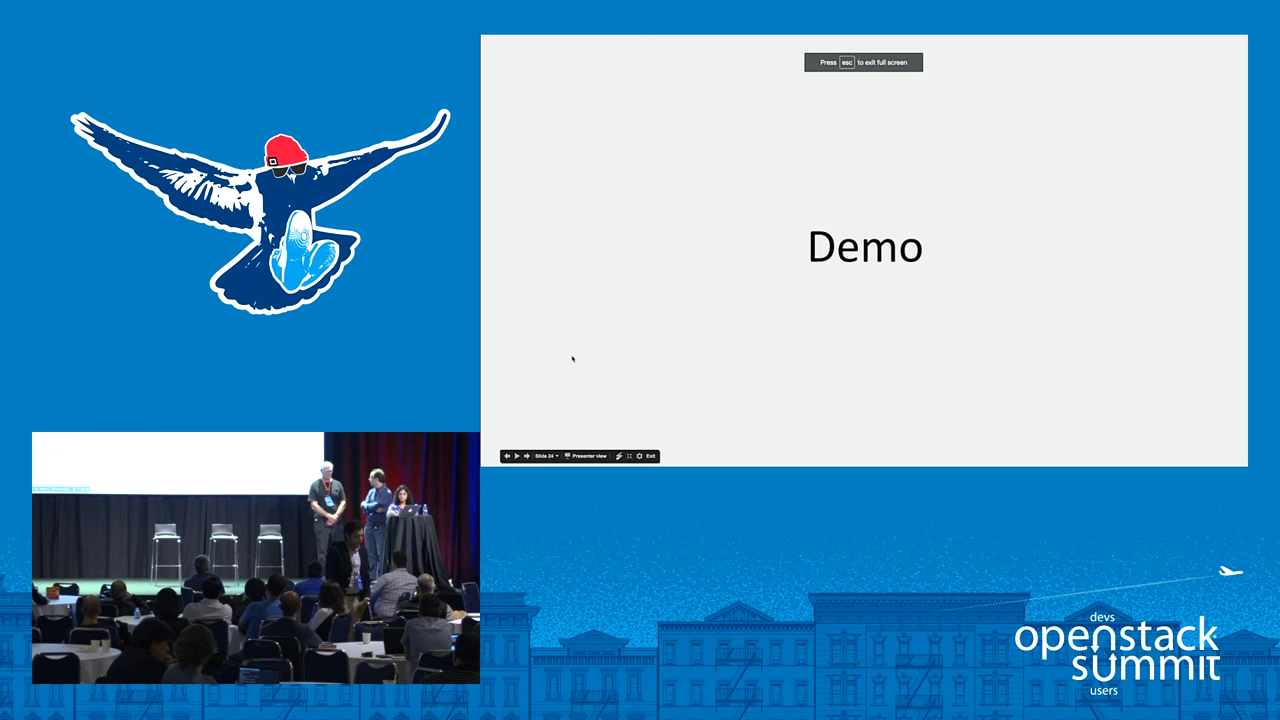 Press esc to exit full screen
Demo
Slide 24 Presenter view Exit
devs
openstack
summit
users